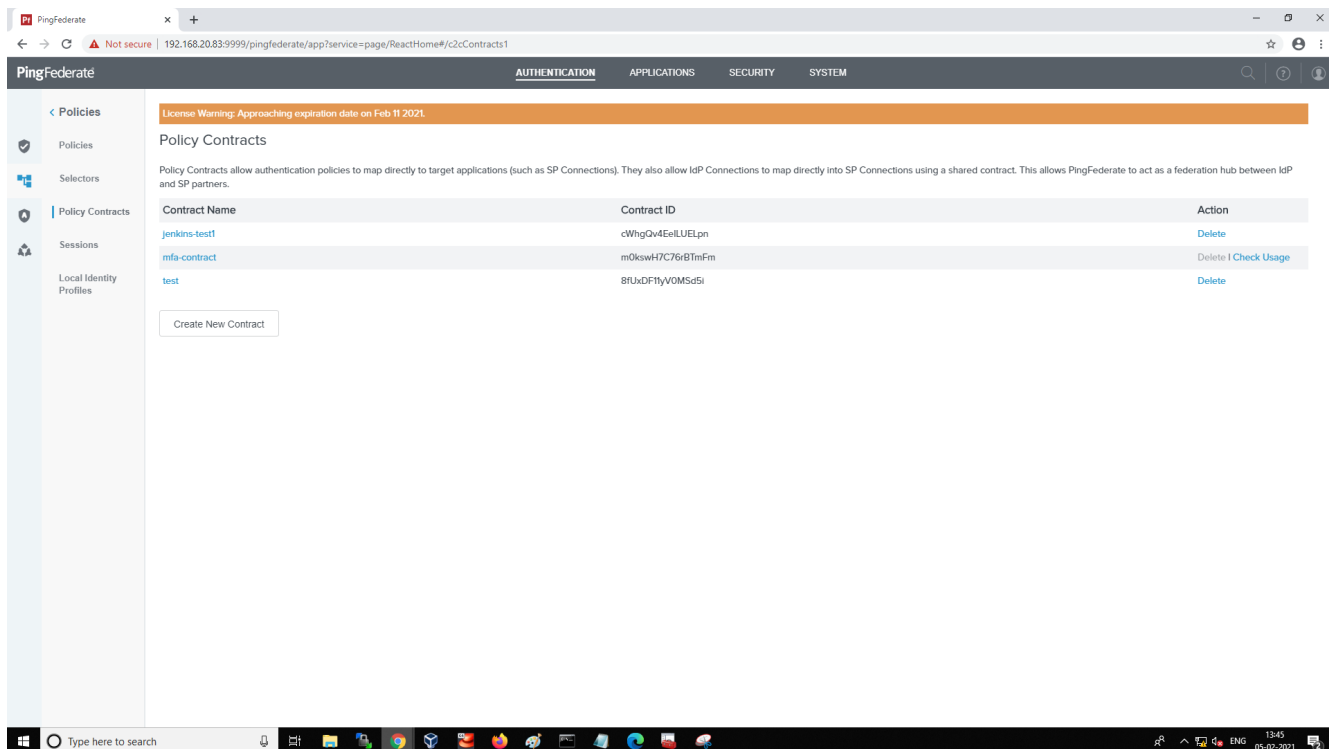 Pf PingFederate
Not secure | 192.168.20.83:9999/pingfederate/app?service=page/ReactHome#/c2cContracts1
PingFederate AUTHENTICATION APPLICATIONS SECURITY SYSTEM
< Policies
Policies
Selectors
Policy Contracts
Sessions
Local Identity
Profiles
License Warning: Approaching expiration date on Feb 11 2021.
Policy Contracts
Policy Contracts allow authentication policies to map directly to target applications (such as SP Connections). They also allow IdP Connections to map directly into SP Connections using a shared contract. This allows PingFederate to act as a federation hub between IdP
and SP partners.
Contract Name Contract ID Action
jenkins-test1 cWhgQv4EeILUELpn Delete
mfa-contract m0kswH7C76rBTmFm Delete | Check Usage
test 8fUxDF11yV0MSd5i Delete
Create New Contract
Type here to search
ENG
13:45
05-02-2021